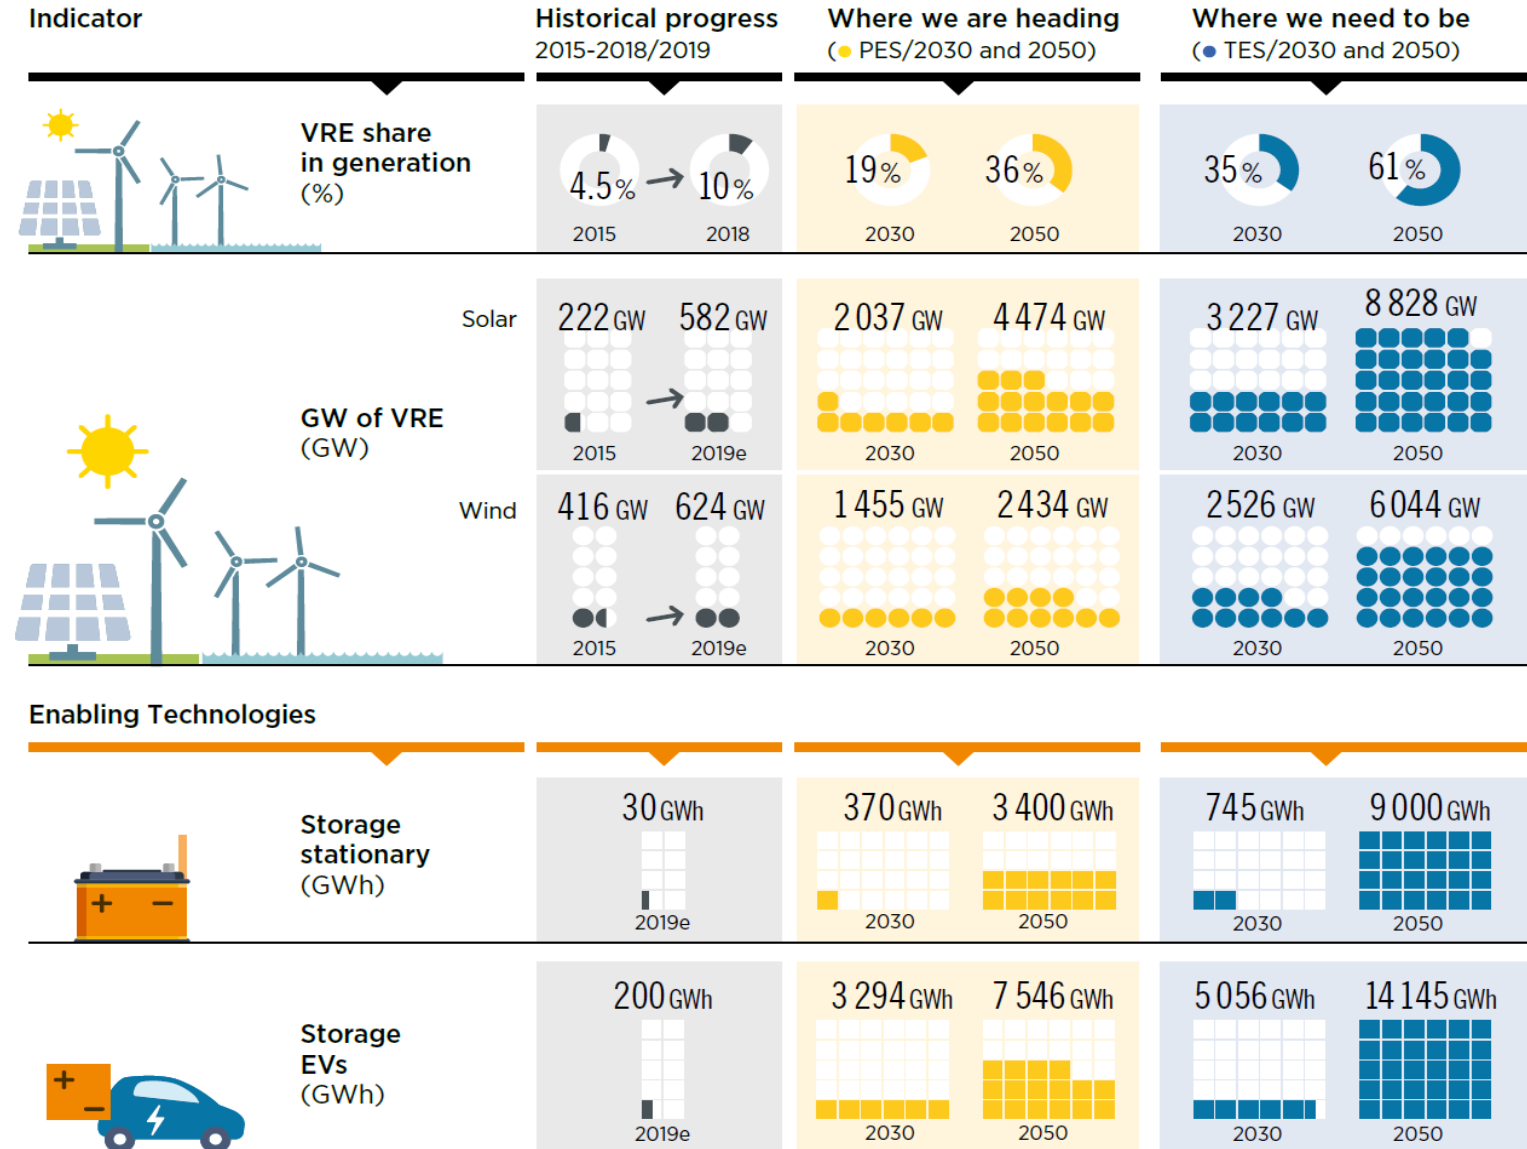 Indicator
Historical progress
2015-2018/2019
Where we are heading
(● PES/2030 and 2050)
Where we need to be
(● TES/2030 and 2050)
VRE share
in generation
(%)
4.5% → 10%
2015 2018
19% 36%
2030 2050
35% 61%
2030 2050
GW of VRE
(GW)
Solar
222 GW 582 GW
2015 2019e
2 037 GW 4 474 GW
2030 2050
3 227 GW 8 828 GW
2030 2050
Wind
416 GW 624 GW
2015 2019e
1 455 GW 2 434 GW
2030 2050
2 526 GW 6 044 GW
2030 2050
Enabling Technologies
Storage
stationary
(GWh)
30 GWh
2019e
370 GWh 3 400 GWh
2030 2050
745 GWh 9 000 GWh
2030 2050
Storage
EVs
(GWh)
200 GWh
2019e
3 294 GWh 7 546 GWh
2030 2050
5 056 GWh 14 145 GWh
2030 2050